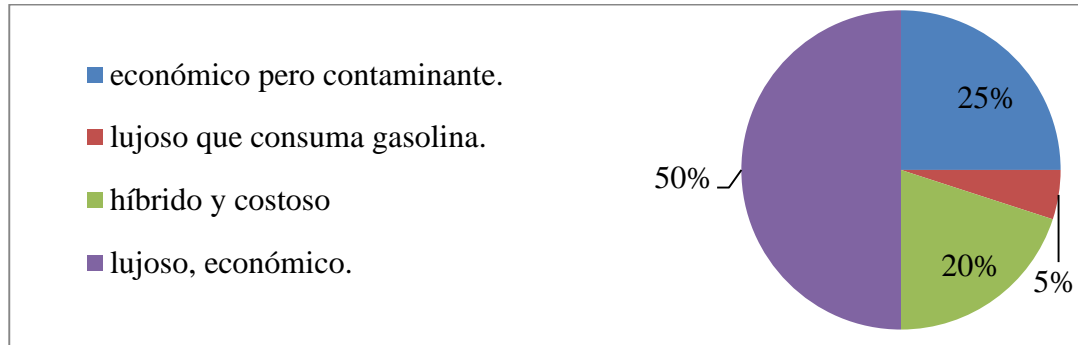 económico pero contaminante.
lujoso que consuma gasolina.
híbrido y costoso
lujoso, económico.
25%
50%
20%
5%